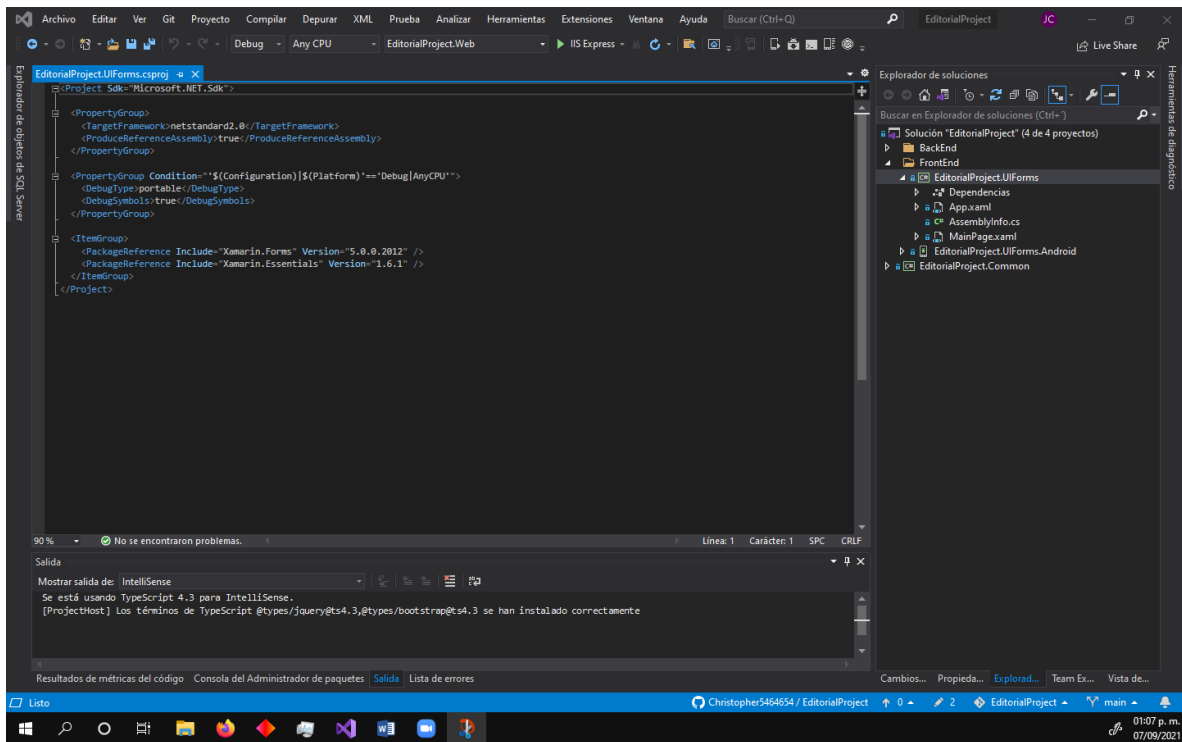 Archivo Editar Ver Git Proyecto Compilar Depurar XML Prueba Analizar Herramientas Extensiones Ventana Ayuda Buscar (Ctrl+Q) EditorialProject JC
Debug Any CPU EditorialProject.Web IIS Express Live Share
Explorador de objetos de SQL Server
EditorialProject.UIForms.csproj
<Project Sdk="Microsoft.NET.Sdk">
<PropertyGroup>
<TargetFramework>netstandard2.0</TargetFramework>
<ProduceReferenceAssembly>true</ProduceReferenceAssembly>
</PropertyGroup>
<PropertyGroup Condition="'$(Configuration)|$(Platform)'=='Debug|AnyCPU'">
<DebugType>portable</DebugType>
<DebugSymbols>true</DebugSymbols>
</PropertyGroup>
<ItemGroup>
<PackageReference Include="Xamarin.Forms" Version="5.0.0.2012" />
<PackageReference Include="Xamarin.Essentials" Version="1.6.1" />
</ItemGroup>
</Project>
90 % No se encontraron problemas. Línea: 1 Carácter: 1 SPC CRLF
Salida
Mostrar salida de: IntelliSense
Se está usando TypeScript 4.3 para IntelliSense.
[ProjectHost] Los términos de TypeScript @types/jquery@ts4.3,@types/bootstrap@ts4.3 se han instalado correctamente
Resultados de métricas del código Consola del Administrador de paquetes Salida Lista de errores
Explorador de soluciones
Buscar en Explorador de soluciones (Ctrl+´)
Solución "EditorialProject" (4 de 4 proyectos)
BackEnd
FrontEnd
EditorialProject.UIForms
Dependencias
App.xaml
C# AssemblyInfo.cs
MainPage.xaml
EditorialProject.UIForms.Android
C# EditorialProject.Common
Cambios... Propieda... Explorad... Team Ex... Vista de...
Herramientas de diagnóstico
Listo Christopher5464654 / EditorialProject 0 2 EditorialProject main
01:07 p. m.
07/09/2021